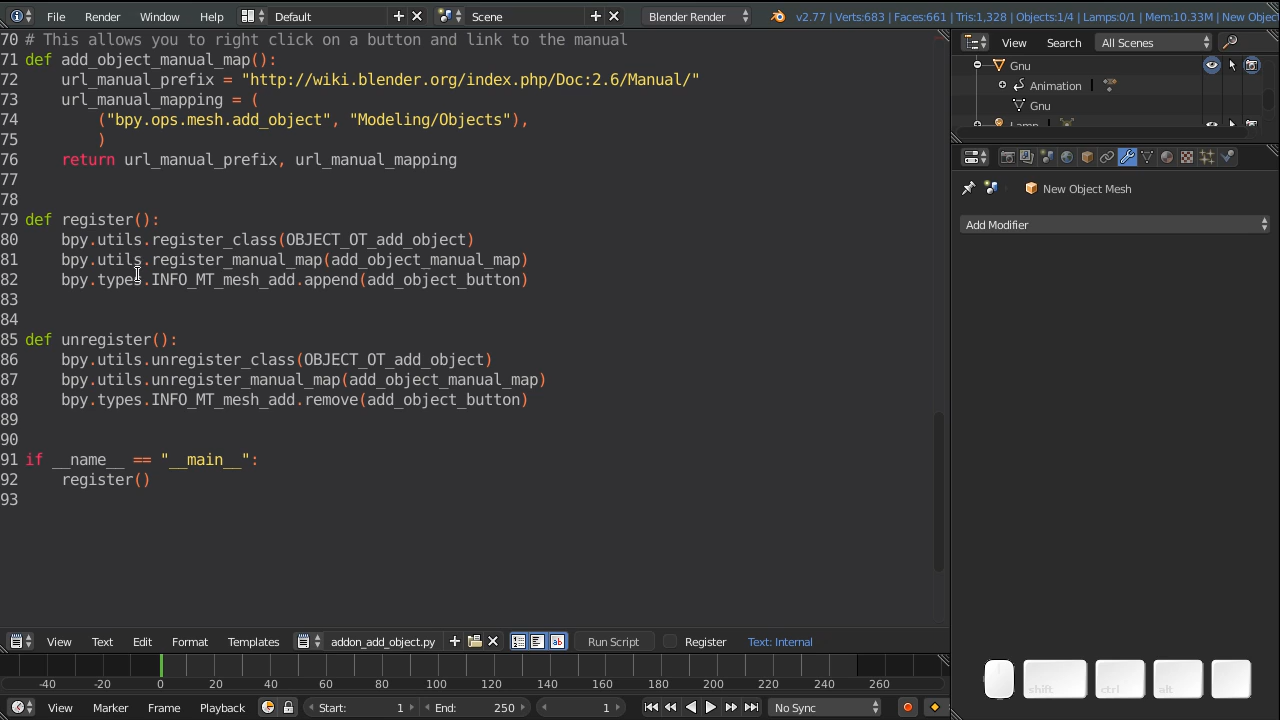 File Render Window Help Default Scene Blender Render v2.77 | Verts:683 | Faces:661 | Tris:1,328 | Objects:1/4 | Lamps:0/1 | Mem:10.33M | New Objec
View Search All Scenes
Gnu
Animation
Gnu
Lamp
New Object Mesh
Add Modifier
70 # This allows you to right click on a button and link to the manual
71 def add_object_manual_map():
72 url_manual_prefix = "http://wiki.blender.org/index.php/Doc:2.6/Manual/"
73 url_manual_mapping = (
74 ("bpy.ops.mesh.add_object", "Modeling/Objects"),
75 )
76 return url_manual_prefix, url_manual_mapping
77
78
79 def register():
80 bpy.utils.register_class(OBJECT_OT_add_object)
81 bpy.utils.register_manual_map(add_object_manual_map)
82 bpy.types.INFO_MT_mesh_add.append(add_object_button)
83
84
85 def unregister():
86 bpy.utils.unregister_class(OBJECT_OT_add_object)
87 bpy.utils.unregister_manual_map(add_object_manual_map)
88 bpy.types.INFO_MT_mesh_add.remove(add_object_button)
89
90
91 if __name__ == "__main__":
92 register()
93
View Text Edit Format Templates addon_add_object.py Run Script Register Text: Internal
-40 -20 0 20 40 60 80 100 120 140 160 180 200 220 240 260
View Marker Frame Playback Start: 1 End: 250 1 No Sync
shift ctrl alt